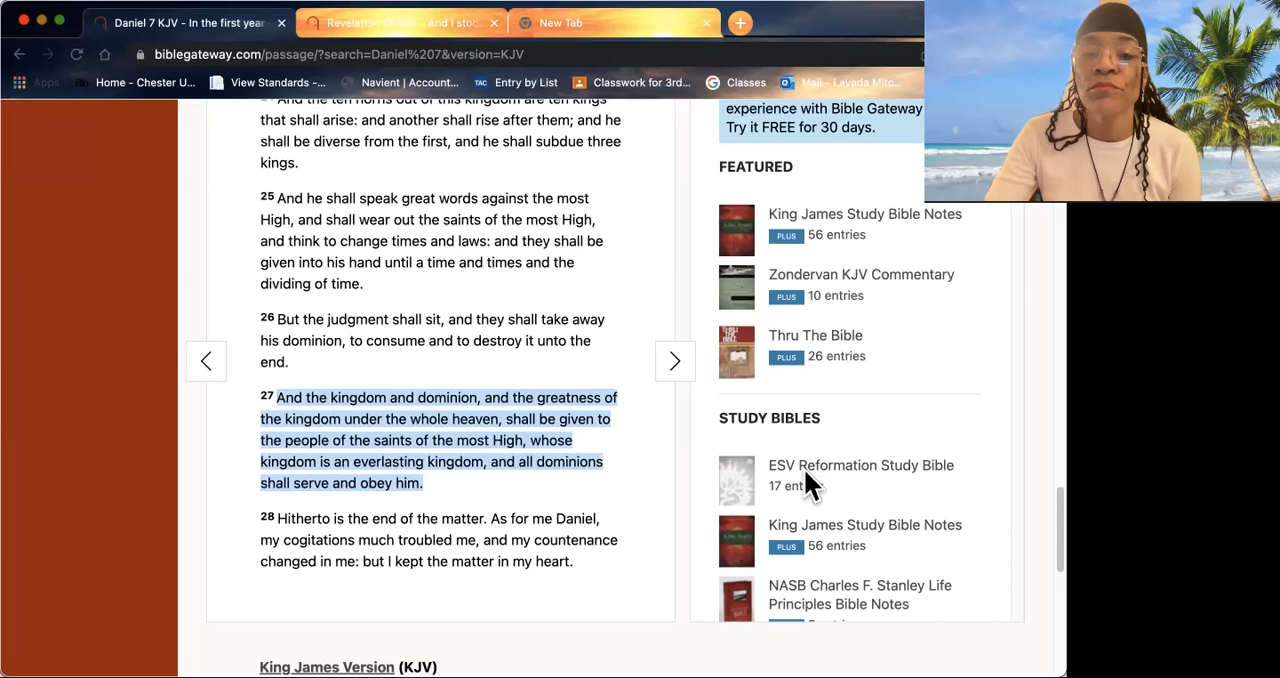 Daniel 7 KJV - In the first year
Revelation 13 KJV - And I stoo
New Tab
biblegateway.com/passage/?search=Daniel%207&version=KJV
Apps
Home - Chester U...
View Standards -...
Navient | Account...
TAC Entry by List
Classwork for 3rd...
Classes
Mail - Lavada Mitc...
And the ten horns out of this kingdom are ten kings
that shall arise: and another shall rise after them; and he
shall be diverse from the first, and he shall subdue three
kings.
25 And he shall speak great words against the most
High, and shall wear out the saints of the most High,
and think to change times and laws: and they shall be
given into his hand until a time and times and the
dividing of time.
26 But the judgment shall sit, and they shall take away
his dominion, to consume and to destroy it unto the
end.
27 And the kingdom and dominion, and the greatness of
the kingdom under the whole heaven, shall be given to
the people of the saints of the most High, whose
kingdom is an everlasting kingdom, and all dominions
shall serve and obey him.
28 Hitherto is the end of the matter. As for me Daniel,
my cogitations much troubled me, and my countenance
changed in me: but I kept the matter in my heart.
King James Version (KJV)
experience with Bible Gateway
Try it FREE for 30 days.
FEATURED
King James Study Bible Notes
PLUS 56 entries
Zondervan KJV Commentary
PLUS 10 entries
Thru The Bible
PLUS 26 entries
STUDY BIBLES
ESV Reformation Study Bible
17 ent
King James Study Bible Notes
PLUS 56 entries
NASB Charles F. Stanley Life
Principles Bible Notes